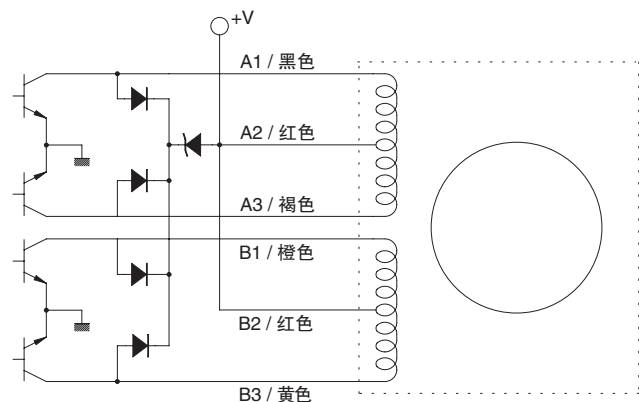 +V
A1 / 黑色
A2 / 红色
A3 / 褐色
B1 / 橙色
B2 / 红色
B3 / 黄色